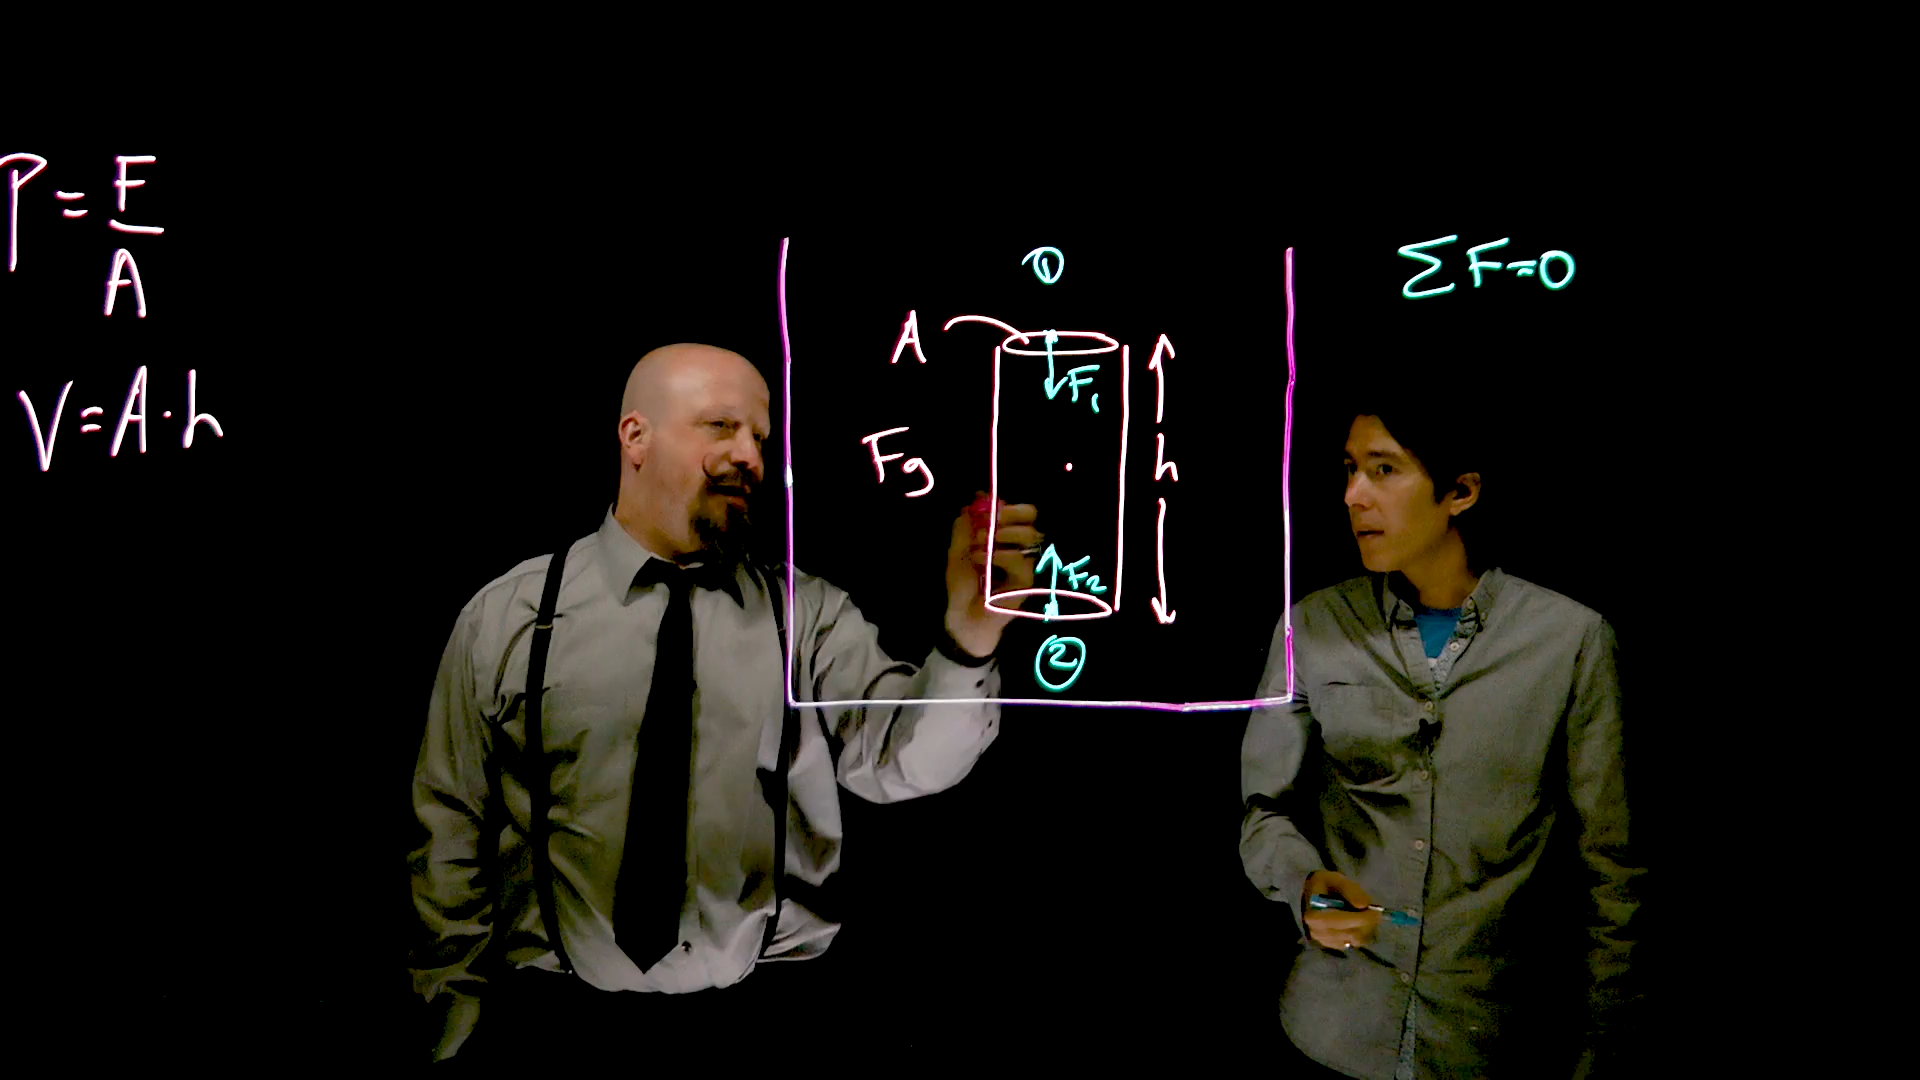 P = F/A
V = A · h
①
A
F₁
Fg
h
F₂
②
ΣF=0